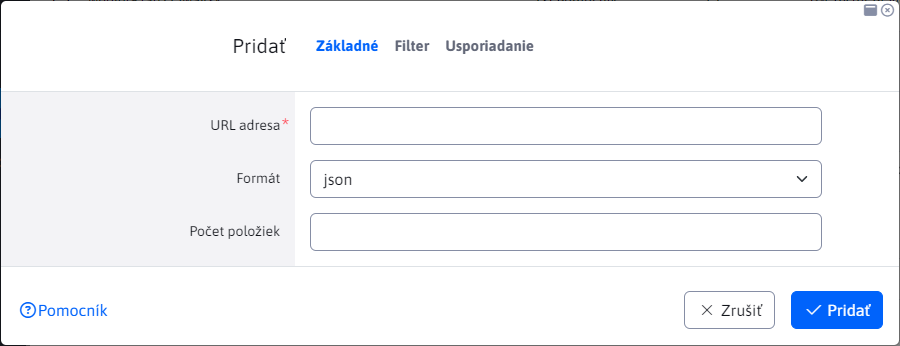 Pridať Základné Filter Usporiadanie
URL adresa*
Formát json
Počet položiek
Pomocník Zrušiť Pridať